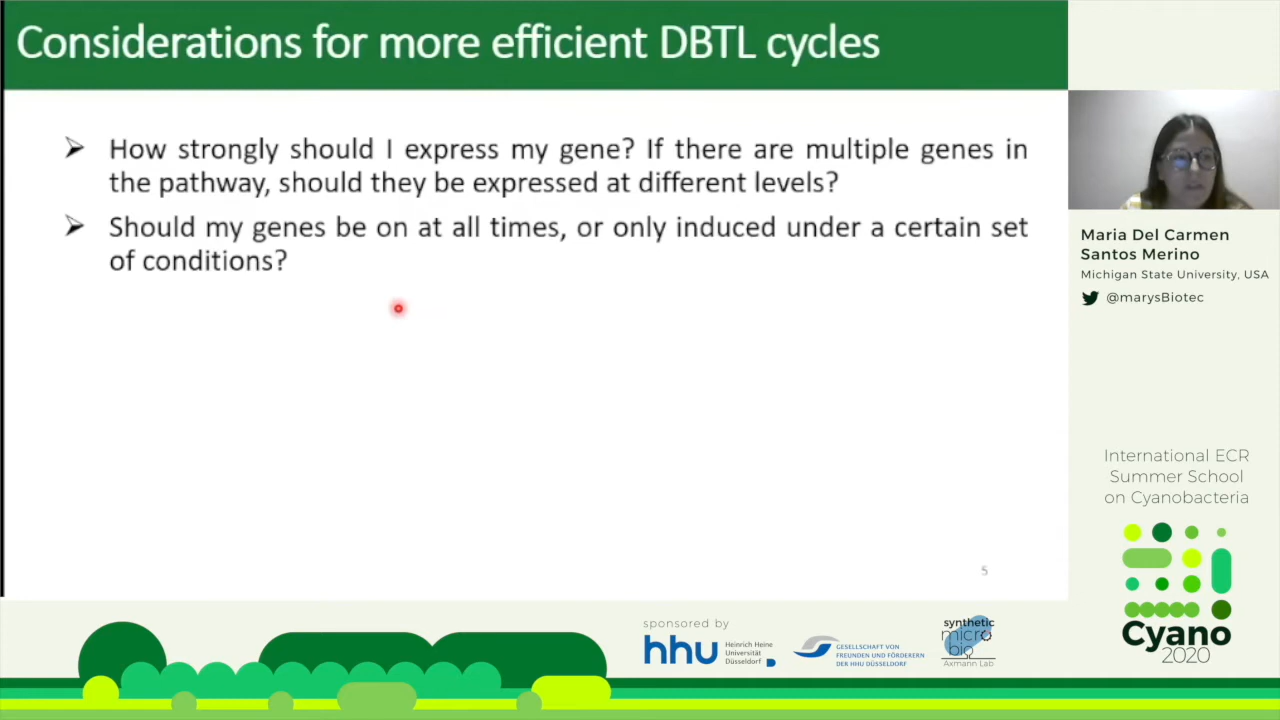 Considerations for more efficient DBTL cycles
How strongly should I express my gene? If there are multiple genes in
the pathway, should they be expressed at different levels?
Should my genes be on at all times, or only induced under a certain set
of conditions?
5
Maria Del Carmen
Santos Merino
Michigan State University, USA
@marysBiotec
International ECR
Summer School
on Cyanobacteria
Cyano
2020
sponsored by
hhu Heinrich Heine
Universität
Düsseldorf
GESELLSCHAFT VON
FREUNDEN UND FÖRDERERN
DER HHU DÜSSELDORF
synthetic
micro
bio
Axmann Lab